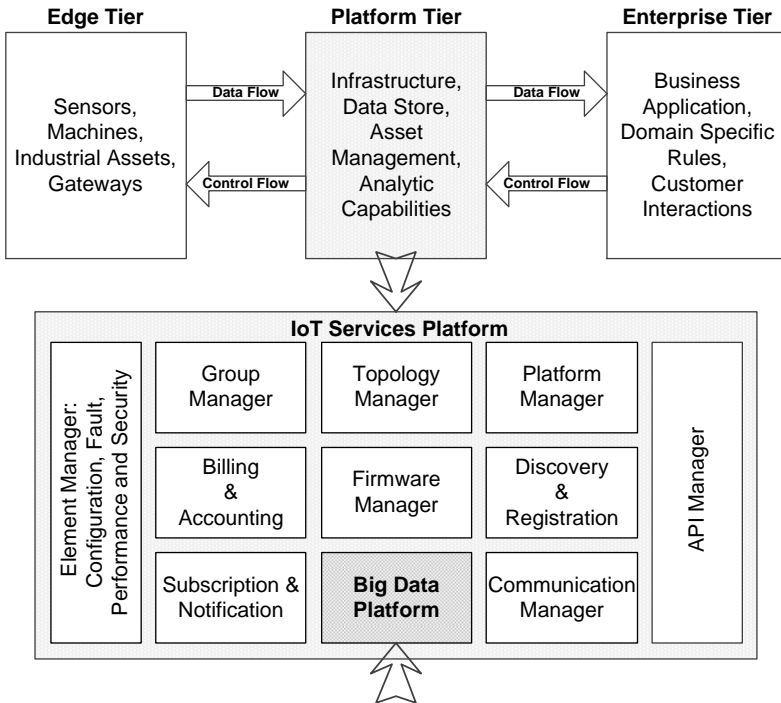 Edge Tier
Platform Tier
Enterprise Tier
Sensors,
Machines,
Industrial Assets,
Gateways
Data Flow
Control Flow
Infrastructure,
Data Store,
Asset
Management,
Analytic
Capabilities
Data Flow
Control Flow
Business
Application,
Domain Specific
Rules,
Customer
Interactions
IoT Services Platform
Element Manager:
Configuration, Fault,
Performance and Security
Group
Manager
Topology
Manager
Platform
Manager
Billing
&
Accounting
Firmware
Manager
Discovery
&
Registration
Subscription &
Notification
Big Data
Platform
Communication
Manager
API Manager